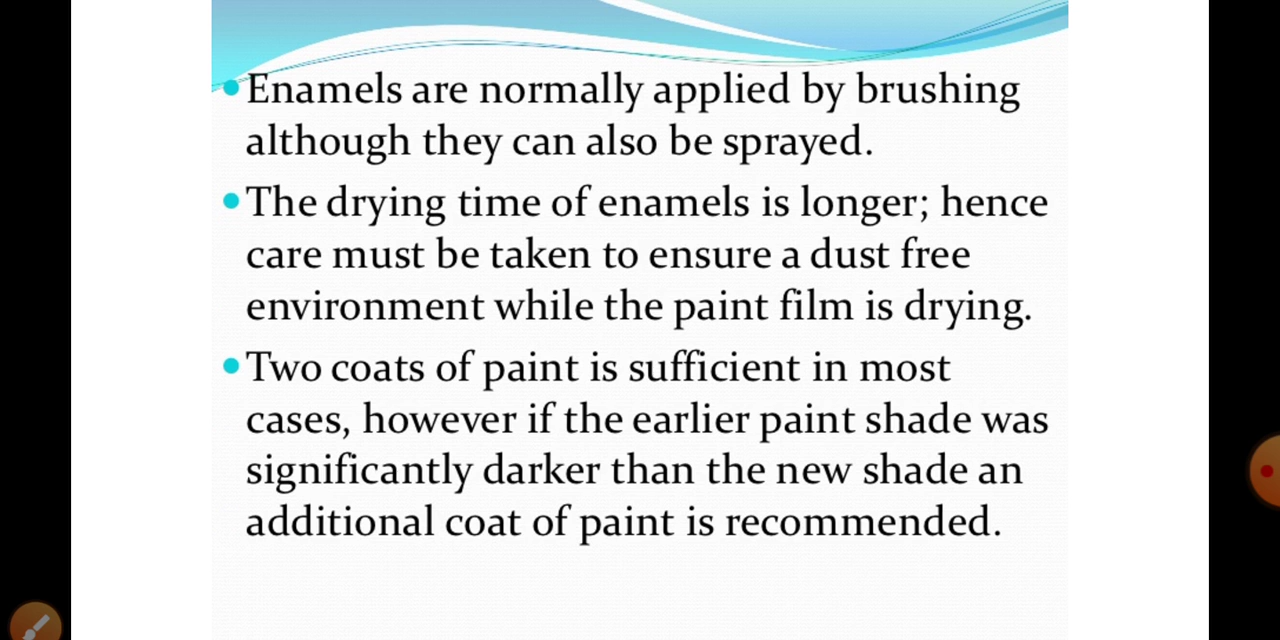 Enamels are normally applied by brushing
although they can also be sprayed.
The drying time of enamels is longer; hence
care must be taken to ensure a dust free
environment while the paint film is drying.
Two coats of paint is sufficient in most
cases, however if the earlier paint shade was
significantly darker than the new shade an
additional coat of paint is recommended.